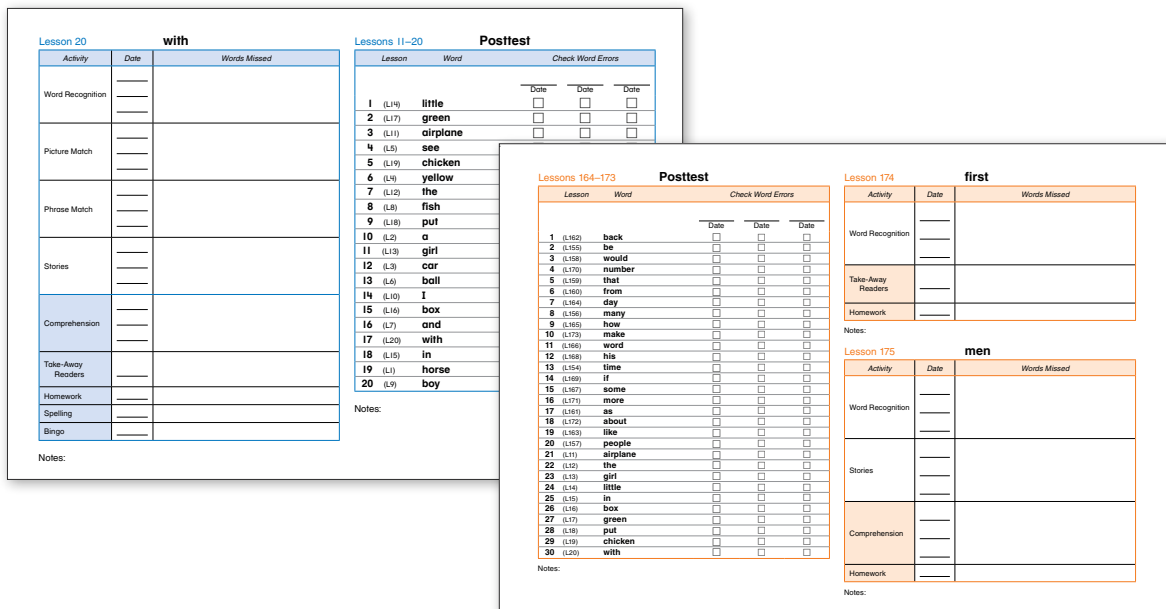 Lesson 20 with
Activity Date Words Missed
Word Recognition
Picture Match
Phrase Match
Stories
Comprehension
Take-Away
Readers
Homework
Spelling
Bingo
Notes:
Lessons 11–20 Posttest
Lesson Word Check Word Errors
Date Date Date
1 (L14) little
2 (L17) green
3 (L11) airplane
4 (L5) see
5 (L19) chicken
6 (L4) yellow
7 (L12) the
8 (L8) fish
9 (L18) put
10 (L2) a
11 (L13) girl
12 (L3) car
13 (L6) ball
14 (L10) I
15 (L16) box
16 (L7) and
17 (L20) with
18 (L15) in
19 (L1) horse
20 (L9) boy
Notes:
Lessons 164–173 Posttest
Lesson Word Check Word Errors
Date Date Date
1 (L162) back
2 (L155) be
3 (L158) would
4 (L170) number
5 (L159) that
6 (L160) from
7 (L164) day
8 (L156) many
9 (L165) how
10 (L173) make
11 (L166) word
12 (L168) his
13 (L154) time
14 (L169) if
15 (L167) some
16 (L171) more
17 (L161) as
18 (L172) about
19 (L163) like
20 (L157) people
21 (L11) airplane
22 (L12) the
23 (L13) girl
24 (L14) little
25 (L15) in
26 (L16) box
27 (L17) green
28 (L18) put
29 (L19) chicken
30 (L20) with
Notes:
Lesson 174 first
Activity Date Words Missed
Word Recognition
Take-Away
Readers
Homework
Notes:
Lesson 175 men
Activity Date Words Missed
Word Recognition
Stories
Comprehension
Homework
Notes: